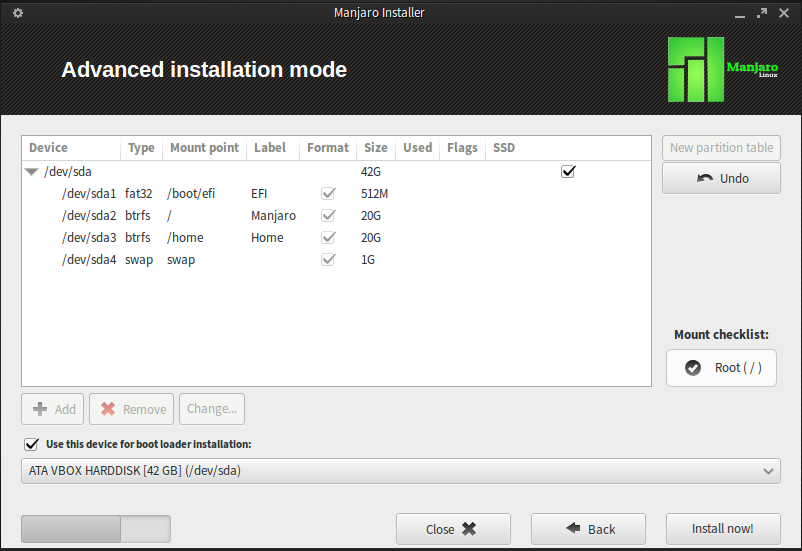 Manjaro Installer
Advanced installation mode
Manjaro
Linux
Device Type Mount point Label Format Size Used Flags SSD
/dev/sda 42G
/dev/sda1 fat32 /boot/efi EFI 512M
/dev/sda2 btrfs / Manjaro 20G
/dev/sda3 btrfs /home Home 20G
/dev/sda4 swap swap 1G
New partition table
Undo
Mount checklist:
Root ( / )
Add Remove Change...
Use this device for boot loader installation:
ATA VBOX HARDDISK [42 GB] (/dev/sda)
Close Back Install now!